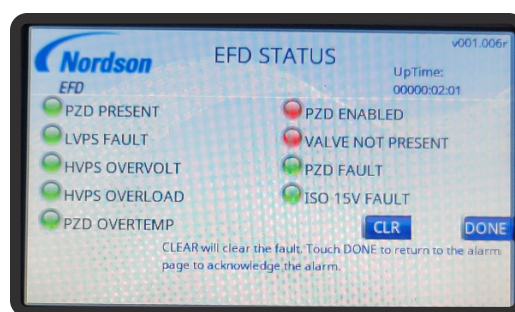 v001.006r
Nordson
EFD
EFD STATUS
UpTime:
00000:02:01
PZD PRESENT
LVPS FAULT
HVPS OVERVOLT
HVPS OVERLOAD
PZD OVERTEMP
PZD ENABLED
VALVE NOT PRESENT
PZD FAULT
ISO 15V FAULT
CLR
DONE
CLEAR will clear the fault. Touch DONE to return to the alarm
page to acknowledge the alarm.